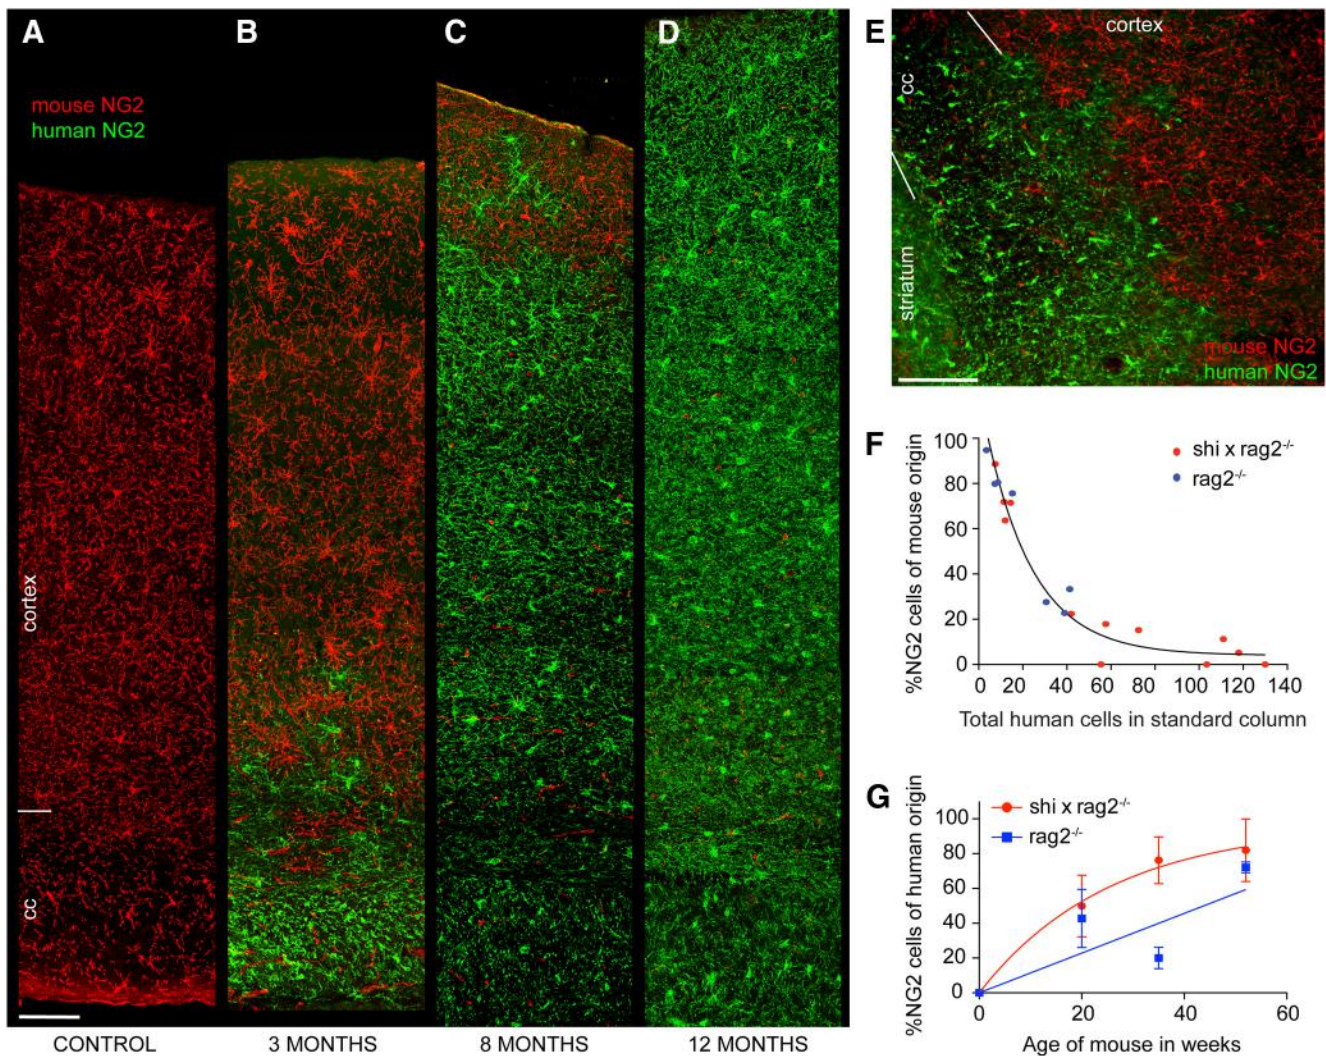 A
B
C
D
mouse NG2
human NG2
cortex
cc
CONTROL
3 MONTHS
8 MONTHS
12 MONTHS
E
cortex
cc
striatum
mouse NG2
human NG2
F
%NG2 cells of mouse origin
100
80
60
40
20
0
shi x rag2-/-
rag2-/-
0 20 40 60 80 100 120 140
Total human cells in standard column
G
%NG2 cells of human origin
100
80
60
40
20
0
shi x rag2-/-
rag2-/-
0 20 40 60
Age of mouse in weeks